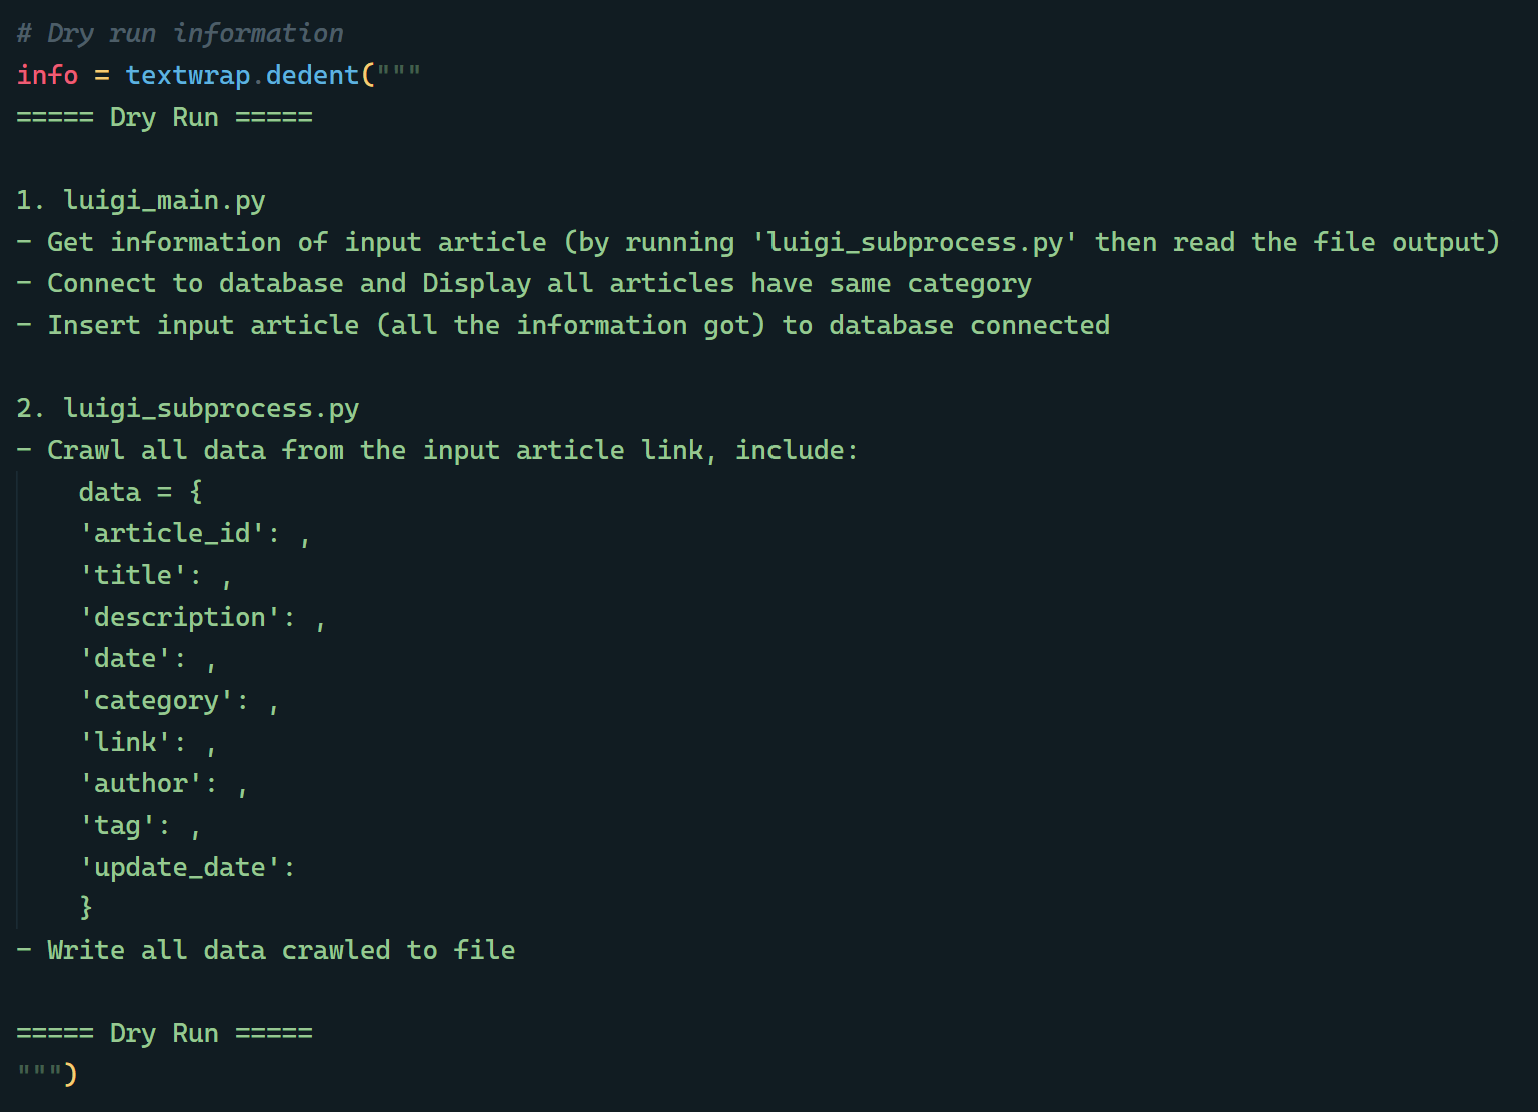 # Dry run information
info = textwrap.dedent("""
===== Dry Run =====

1. luigi_main.py
- Get information of input article (by running 'luigi_subprocess.py' then read the file output)
- Connect to database and Display all articles have same category
- Insert input article (all the information got) to database connected

2. luigi_subprocess.py
- Crawl all data from the input article link, include:
    data = {
    'article_id': ,
    'title': ,
    'description': ,
    'date': ,
    'category': ,
    'link': ,
    'author': ,
    'tag': ,
    'update_date':
    }
- Write all data crawled to file

===== Dry Run =====
""")